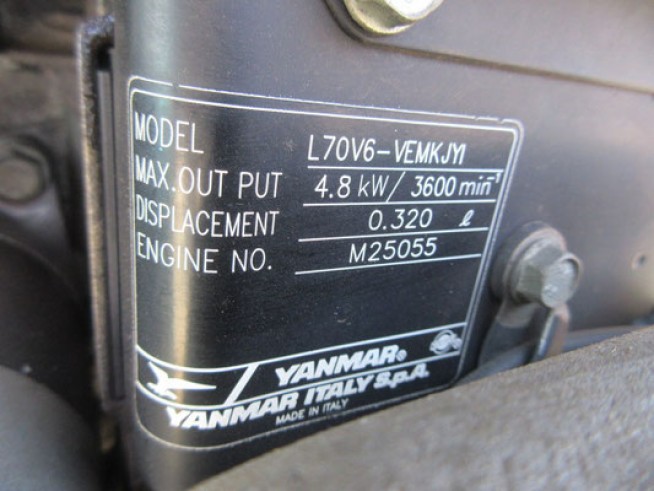 MODEL L70V6-VEMKJYI
MAX.OUT PUT 4.8 kW/ 3600 min⁻¹
DISPLACEMENT 0.320 ℓ
ENGINE NO. M25055
YANMAR®
YANMAR ITALY S.p.A.
MADE IN ITALY